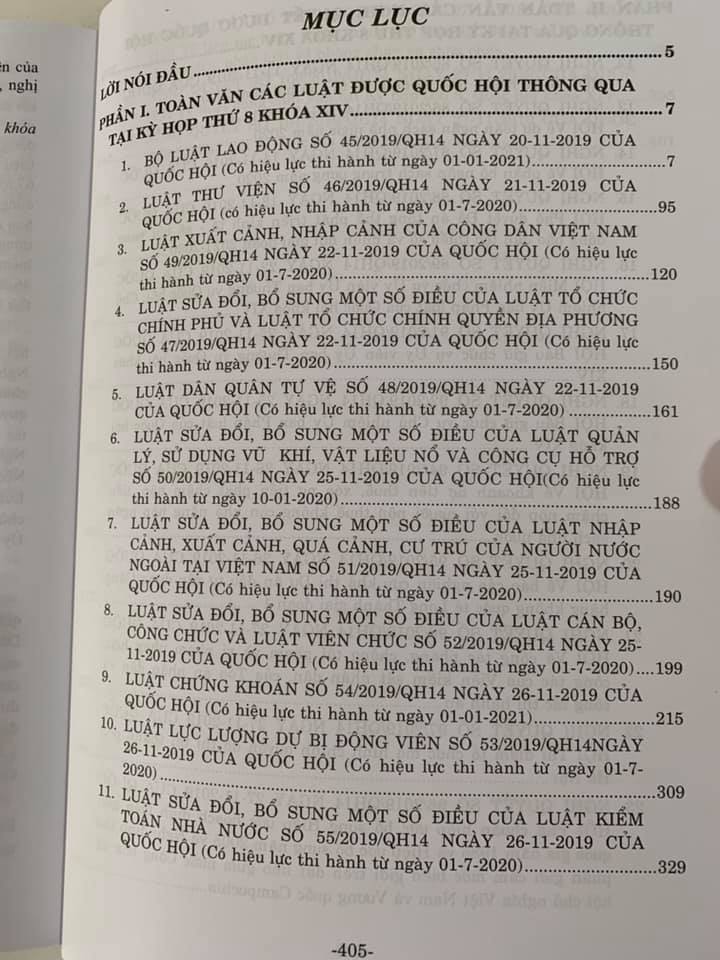 MỤC LỤC
LỜI NÓI ĐẦU..........5
PHẦN I. TOÀN VĂN CÁC LUẬT ĐƯỢC QUỐC HỘI THÔNG QUA
TẠI KỲ HỌP THỨ 8 KHÓA XIV..........7
1. BỘ LUẬT LAO ĐỘNG SỐ 45/2019/QH14 NGÀY 20-11-2019 CỦA
QUỐC HỘI (Có hiệu lực thi hành từ ngày 01-01-2021)..........7
2. LUẬT THƯ VIỆN SỐ 46/2019/QH14 NGÀY 21-11-2019 CỦA
QUỐC HỘI (có hiệu lực thi hành từ ngày 01-7-2020)..........95
3. LUẬT XUẤT CẢNH, NHẬP CẢNH CỦA CÔNG DÂN VIỆT NAM
SỐ 49/2019/QH14 NGÀY 22-11-2019 CỦA QUỐC HỘI (Có hiệu lực
thi hành từ ngày 01-7-2020)..........120
4. LUẬT SỬA ĐỔI, BỔ SUNG MỘT SỐ ĐIỀU CỦA LUẬT TỔ CHỨC
CHÍNH PHỦ VÀ LUẬT TỔ CHỨC CHÍNH QUYỀN ĐỊA PHƯƠNG
SỐ 47/2019/QH14 NGÀY 22-11-2019 CỦA QUỐC HỘI (Có hiệu lực
thi hành từ ngày 01-7-2020)..........150
5. LUẬT DÂN QUÂN TỰ VỆ SỐ 48/2019/QH14 NGÀY 22-11-2019
CỦA QUỐC HỘI (Có hiệu lực thi hành từ ngày 01-7-2020) ..........161
6. LUẬT SỬA ĐỔI, BỔ SUNG MỘT SỐ ĐIỀU CỦA LUẬT QUẢN
LÝ, SỬ DỤNG VŨ KHÍ, VẬT LIỆU NỔ VÀ CÔNG CỤ HỖ TRỢ
SỐ 50/2019/QH14 NGÀY 25-11-2019 CỦA QUỐC HỘI(Có hiệu lực
thi hành từ ngày 10-01-2020)..........188
7. LUẬT SỬA ĐỔI, BỔ SUNG MỘT SỐ ĐIỀU CỦA LUẬT NHẬP
CẢNH, XUẤT CẢNH, QUÁ CẢNH, CƯ TRÚ CỦA NGƯỜI NƯỚC
NGOÀI TẠI VIỆT NAM SỐ 51/2019/QH14 NGÀY 25-11-2019 CỦA
QUỐC HỘI (Có hiệu lực thi hành từ ngày 01-7-2020)..........190
8. LUẬT SỬA ĐỔI, BỔ SUNG MỘT SỐ ĐIỀU CỦA LUẬT CÁN BỘ,
CÔNG CHỨC VÀ LUẬT VIÊN CHỨC SỐ 52/2019/QH14 NGÀY 25-
11-2019 CỦA QUỐC HỘI (Có hiệu lực thi hành từ ngày 01-7-2020)....199
9. LUẬT CHỨNG KHOÁN SỐ 54/2019/QH14 NGÀY 26-11-2019 CỦA
QUỐC HỘI (Có hiệu lực thi hành từ ngày 01-01-2021)..........215
10. LUẬT LỰC LƯỢNG DỰ BỊ ĐỘNG VIÊN SỐ 53/2019/QH14NGÀY
26-11-2019 CỦA QUỐC HỘI (Có hiệu lực thi hành từ ngày 01-7-
2020)..........309
11. LUẬT SỬA ĐỔI, BỔ SUNG MỘT SỐ ĐIỀU CỦA LUẬT KIỂM
TOÁN NHÀ NƯỚC SỐ 55/2019/QH14 NGÀY 26-11-2019 CỦA
QUỐC HỘI (Có hiệu lực thi hành từ ngày 01-7-2020)..........329
-405-
của
nghị
khóa